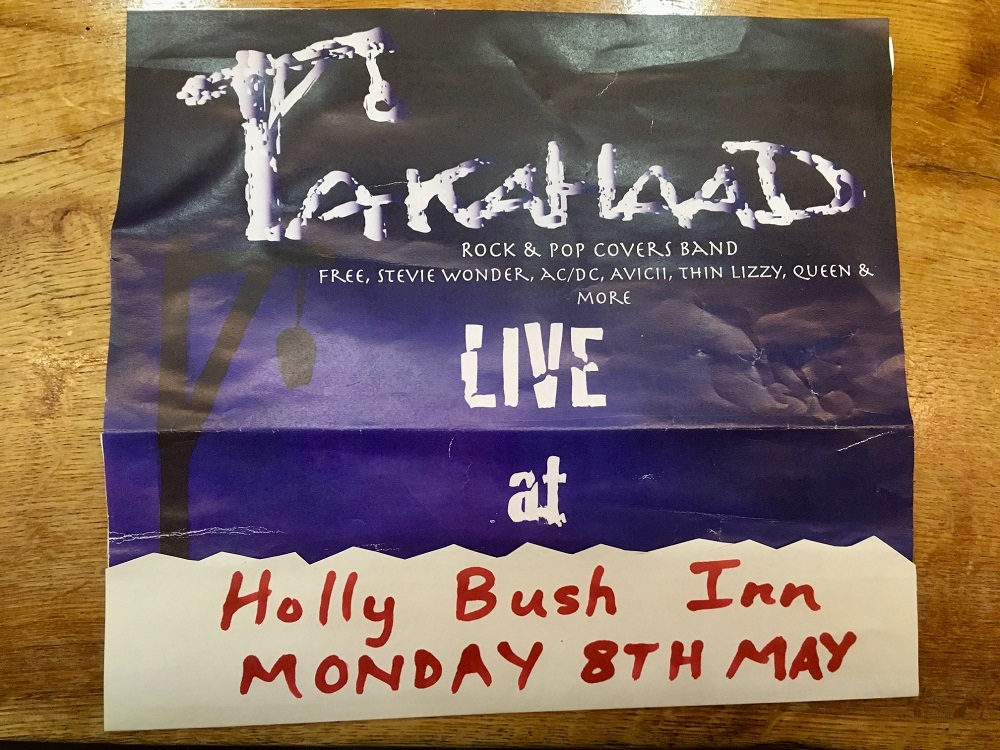 ROCK & POP COVERS BAND
FREE, STEVIE WONDER, AC/DC, AVICII, THIN LIZZY, QUEEN &
MORE
LIVE
at
Holly Bush Inn
MONDAY 8TH MAY